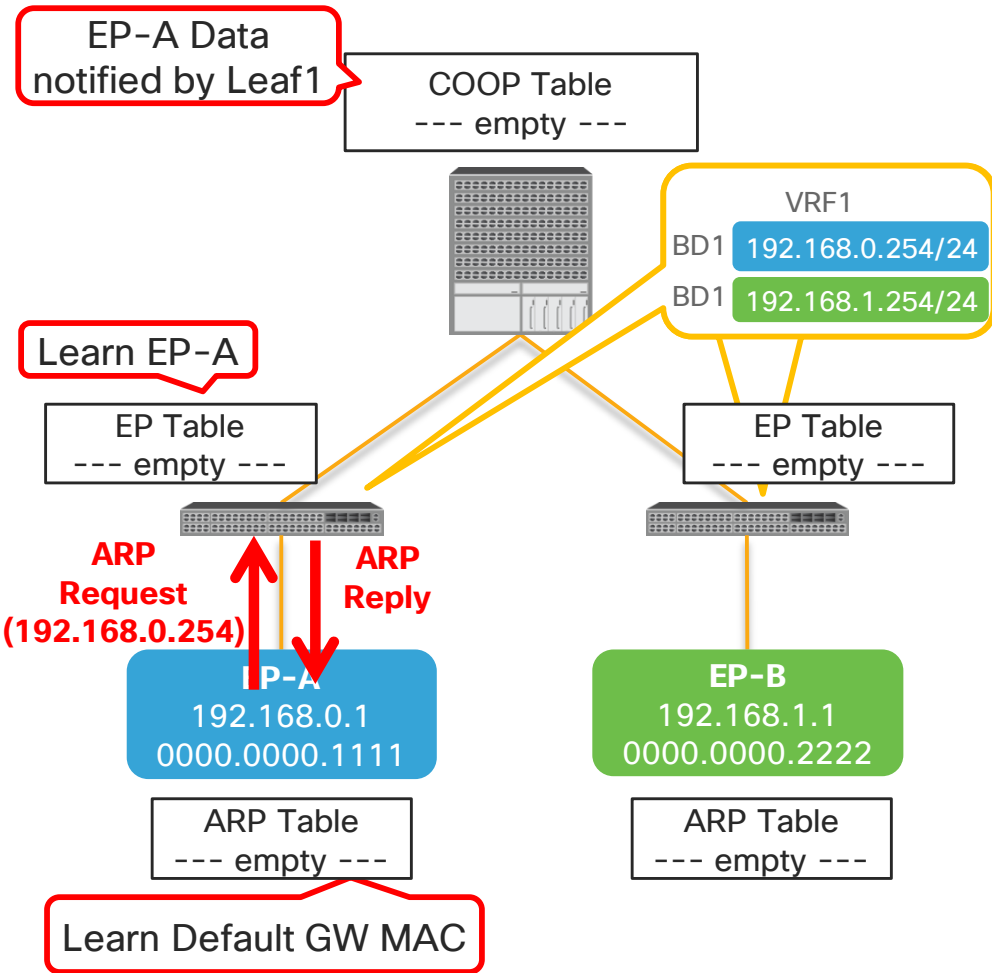 EP-A Data
notified by Leaf1
COOP Table
--- empty ---
VRF1
BD1 192.168.0.254/24
BD1 192.168.1.254/24
Learn EP-A
EP Table
--- empty ---
EP Table
--- empty ---
ARP
Request
(192.168.0.254)
ARP
Reply
EP-A
192.168.0.1
0000.0000.1111
EP-B
192.168.1.1
0000.0000.2222
ARP Table
--- empty ---
ARP Table
--- empty ---
Learn Default GW MAC